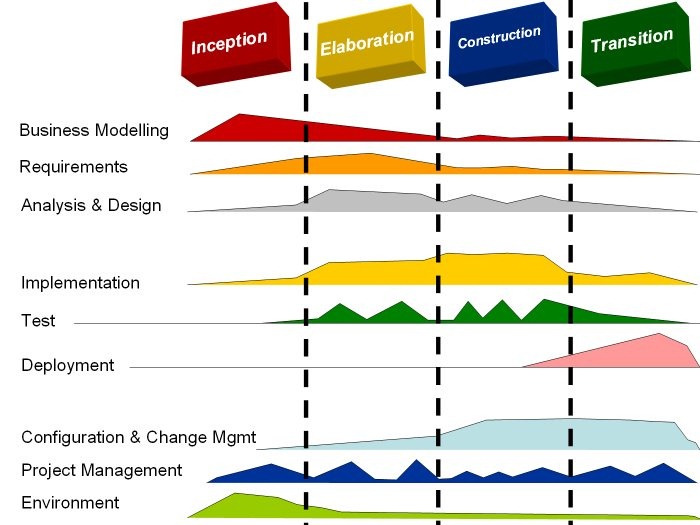 Inception
Elaboration
Construction
Transition
Business Modelling
Requirements
Analysis & Design
Implementation
Test
Deployment
Configuration & Change Mgmt
Project Management
Environment